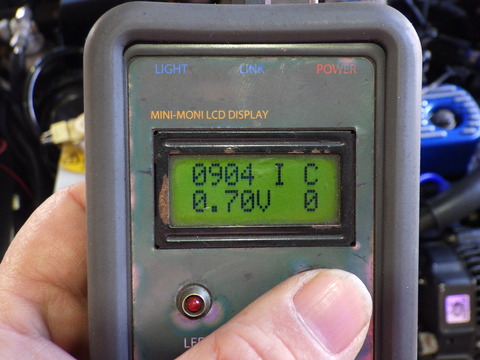 LIGHT LINK POWER
MINI-MONI LCD DISPLAY
0904 I C
0.70V 0